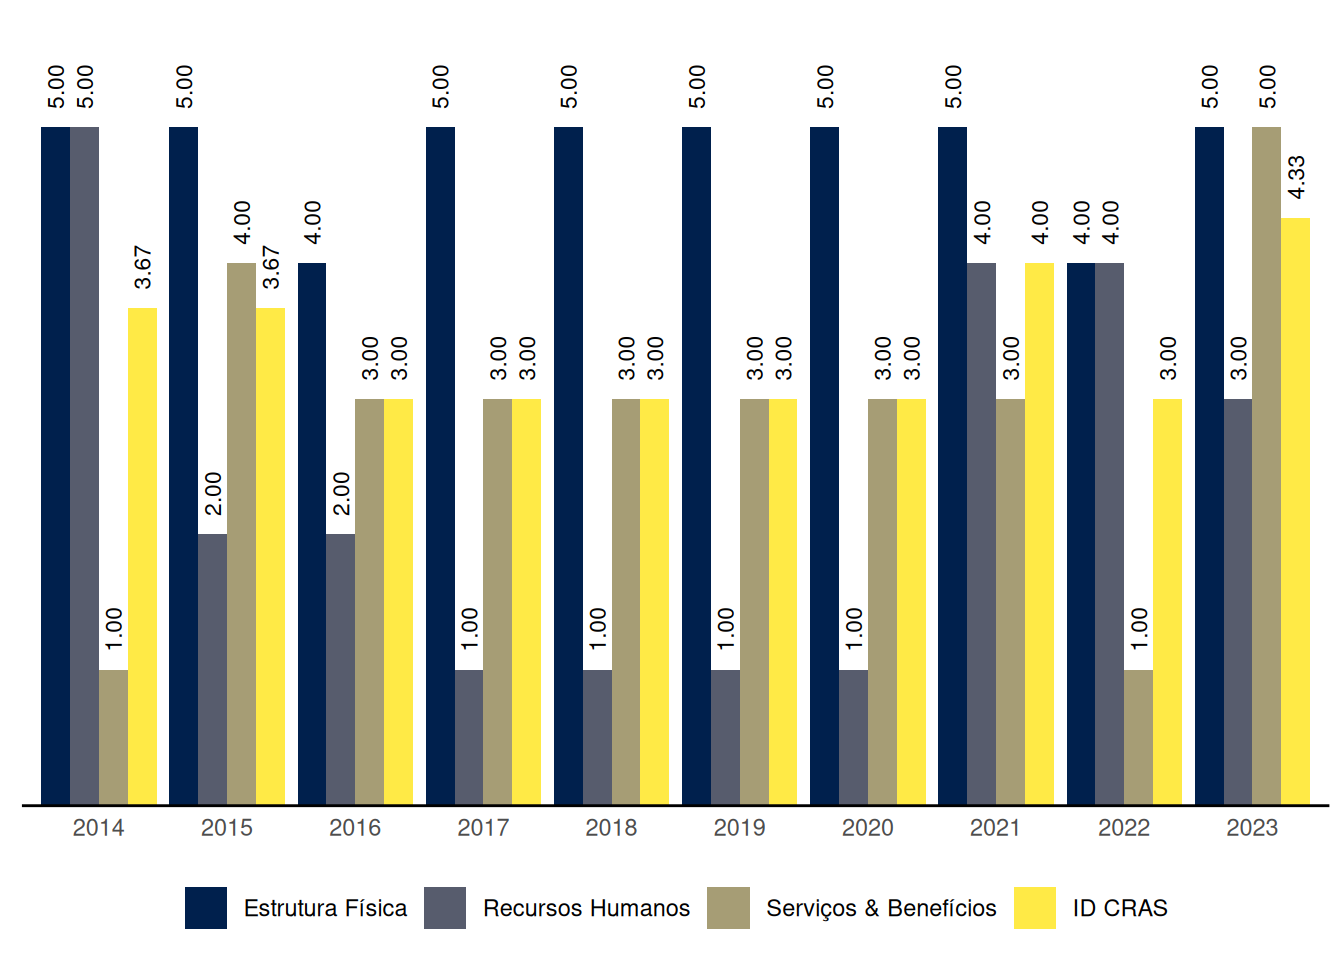 5.00 5.00 1.00 3.67
5.00 2.00 4.00 3.67
4.00 2.00 3.00 3.00
5.00 1.00 3.00 3.00
5.00 1.00 3.00 3.00
5.00 1.00 3.00 3.00
5.00 1.00 3.00 3.00
5.00 4.00 3.00 4.00
4.00 4.00 1.00 3.00
5.00 3.00 5.00 4.33
2014 2015 2016 2017 2018 2019 2020 2021 2022 2023
Estrutura Física Recursos Humanos Serviços & Benefícios ID CRAS